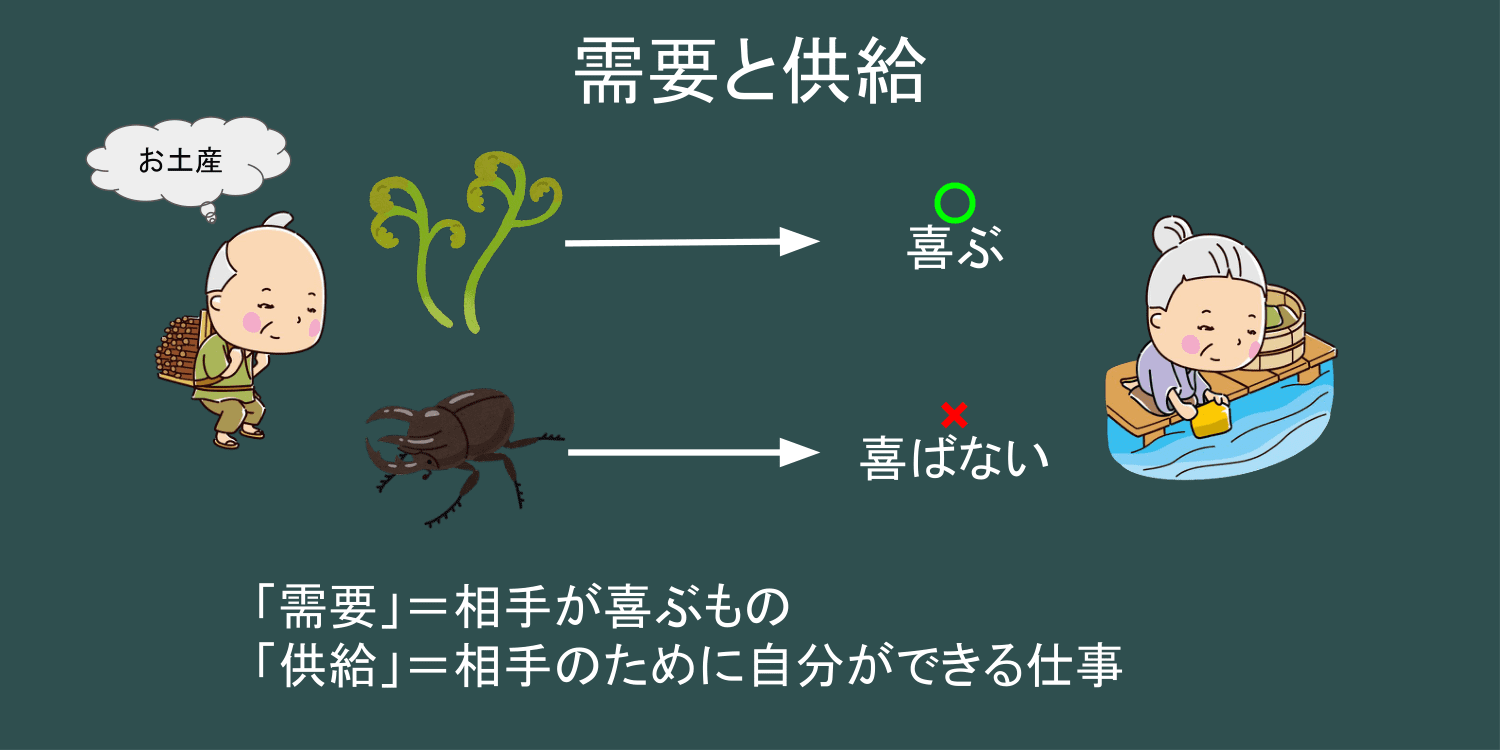 需要と供給
お土産
喜ぶ
喜ばない
「需要」＝相手が喜ぶもの
「供給」＝相手のために自分ができる仕事